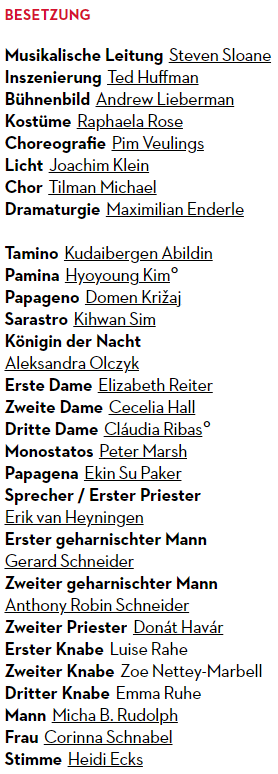 BESETZUNG
Musikalische Leitung Steven Sloane
Inszenierung Ted Huffman
Bühnenbild Andrew Lieberman
Kostüme Raphaela Rose
Choreografie Pim Veulings
Licht Joachim Klein
Chor Tilman Michael
Dramaturgie Maximilian Enderle
Tamino Kudaibergen Abildin
Pamina Hyoyoung Kim°
Papageno Domen Križaj
Sarastro Kihwan Sim
Königin der Nacht
Aleksandra Olczyk
Erste Dame Elizabeth Reiter
Zweite Dame Cecelia Hall
Dritte Dame Cláudia Ribas°
Monostatos Peter Marsh
Papagena Ekin Su Paker
Sprecher / Erster Priester
Erik van Heyningen
Erster geharnischter Mann
Gerard Schneider
Zweiter geharnischter Mann
Anthony Robin Schneider
Zweiter Priester Donát Havár
Erster Knabe Luise Rahe
Zweiter Knabe Zoe Nettey-Marbell
Dritter Knabe Emma Ruhe
Mann Micha B. Rudolph
Frau Corinna Schnabel
Stimme Heidi Ecks